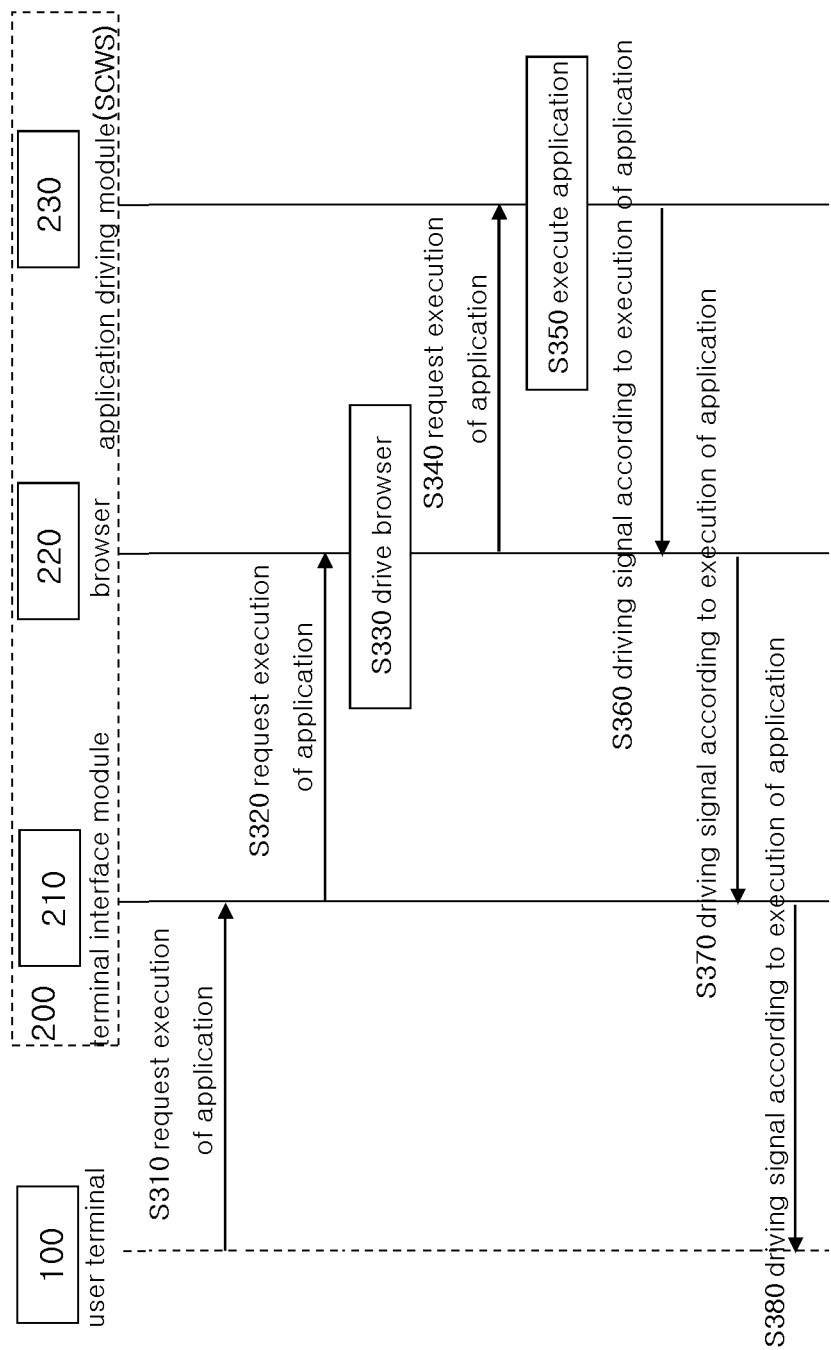 100
user terminal
200
210
terminal interface module
220
browser
230
application driving module(SCWS)
S310 request execution
of application
S320 request execution
of application
S330 drive browser
S340 request execution
of application
S350 execute application
S360 driving signal according to execution of application
S370 driving signal according to execution of application
S380 driving signal according to execution of application